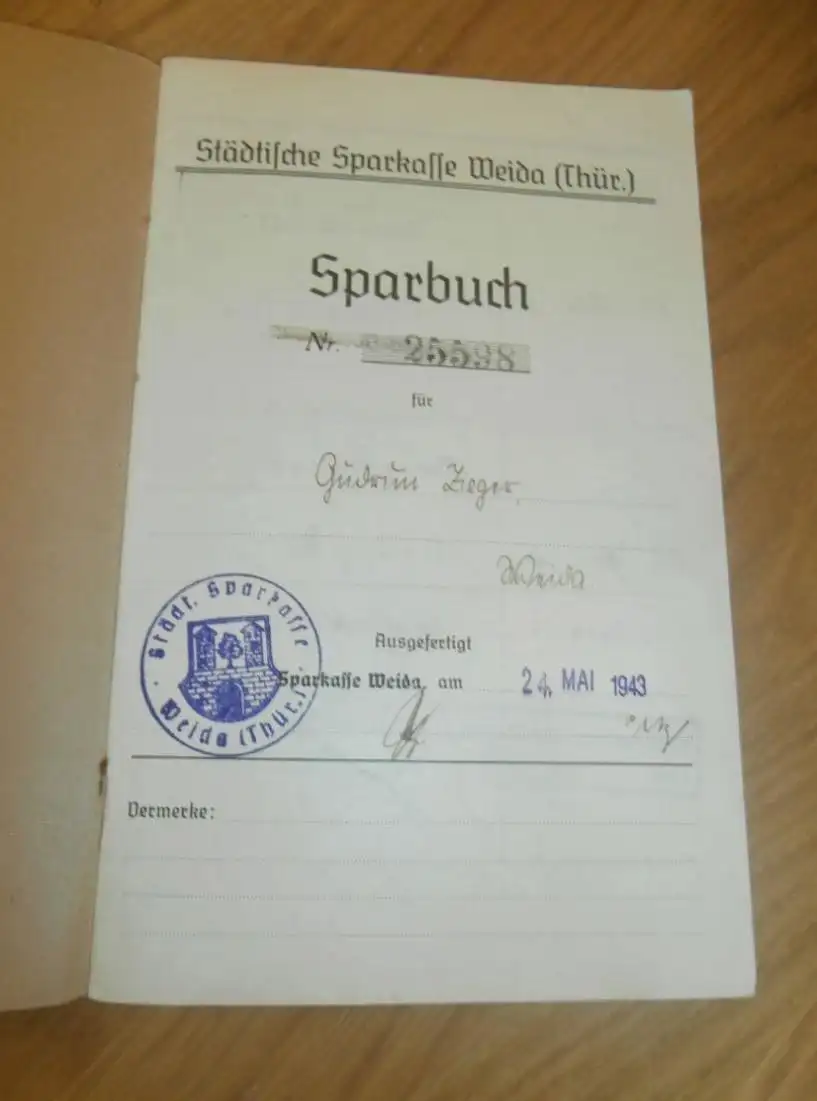 Städtische Sparkasse Weida (Thür.)
Sparbuch
Nr. 25598
für
Gudrun Zieger,
Weida
Städt. Sparkasse
Weida (Thür.)
Ausgefertigt
Sparkasse Weida, am 24. MAI 1943
Vermerke: